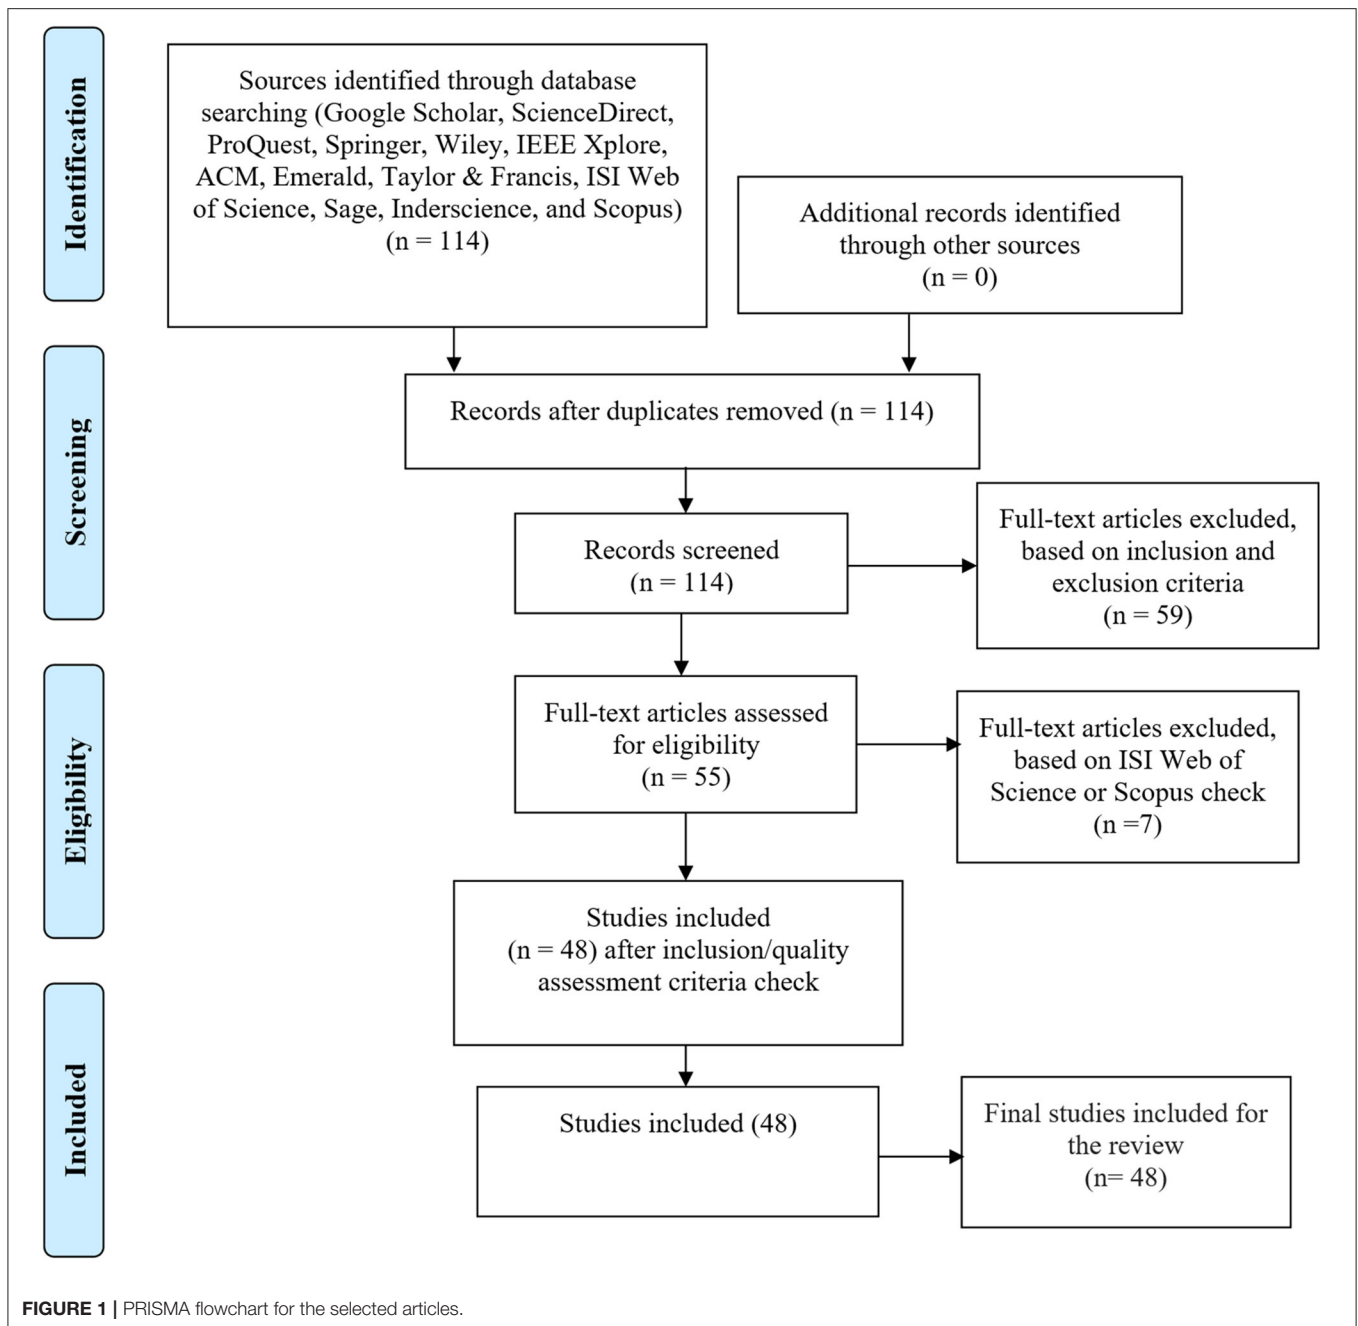 Identification
Sources identified through database
searching (Google Scholar, ScienceDirect,
ProQuest, Springer, Wiley, IEEE Xplore,
ACM, Emerald, Taylor & Francis, ISI Web
of Science, Sage, Inderscience, and Scopus)
(n = 114)
Additional records identified
through other sources
(n = 0)
Screening
Records after duplicates removed (n = 114)
Records screened
(n = 114)
Full-text articles excluded,
based on inclusion and
exclusion criteria
(n = 59)
Eligibility
Full-text articles assessed
for eligibility
(n = 55)
Full-text articles excluded,
based on ISI Web of
Science or Scopus check
(n =7)
Studies included
(n = 48) after inclusion/quality
assessment criteria check
Included
Studies included (48)
Final studies included for
the review
(n= 48)
FIGURE 1 | PRISMA flowchart for the selected articles.